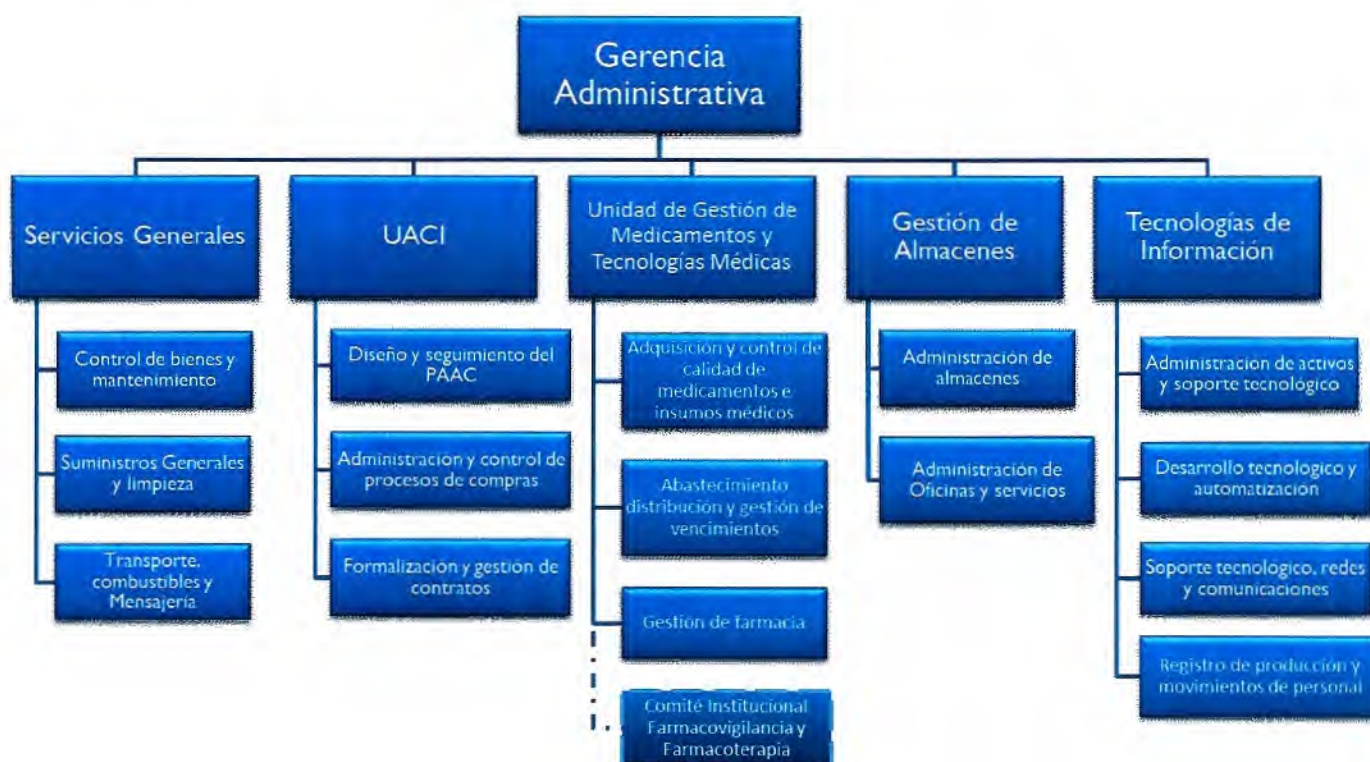 Gerencia
Administrativa
Servicios Generales
UACI
Unidad de Gestión de
Medicamentos y
Tecnologías Médicas
Gestión de
Almacenes
Tecnologías de
Información
Control de bienes y
mantenimiento
Suministros Generales
y limpieza
Transporte,
combustibles y
Mensajería
Diseño y seguimiento del
PAAC
Administración y control de
procesos de compras
Formalización y gestión de
contratos
Adquisición y control de
calidad de
medicamentos e
insumos médicos
Abastecimiento
distribución y gestión de
vencimientos
Gestión de farmacia
Comité Institucional
Farmacovigilancia y
Farmacoterapia
Administración de
almacenes
Administración de
Oficinas y servicios
Administración de activos
y soporte tecnológico
Desarrollo tecnológico y
automatización
Soporte tecnológico, redes
y comunicaciones
Registro de producción y
movimientos de personal